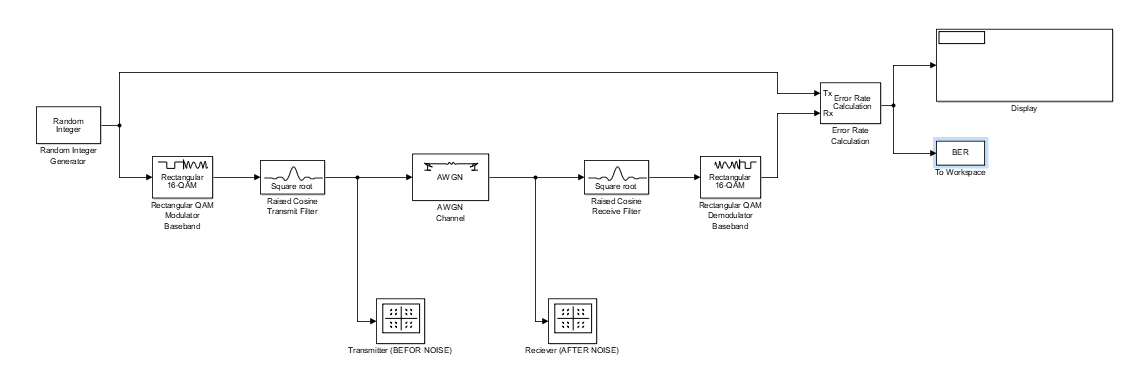 Random
Integer
Random Integer
Generator
Rectangular
16-QAM
Rectangular QAM
Modulator
Baseband
Square root
Raised Cosine
Transmit Filter
AWGN
AWGN
Channel
Square root
Raised Cosine
Receive Filter
Rectangular
16-QAM
Rectangular QAM
Demodulator
Baseband
Tx
Error Rate
Calculation
Rx
Error Rate
Calculation
Display
BER
To Workspace
Transmitter (BEFOR NOISE)
Reciever (AFTER NOISE)